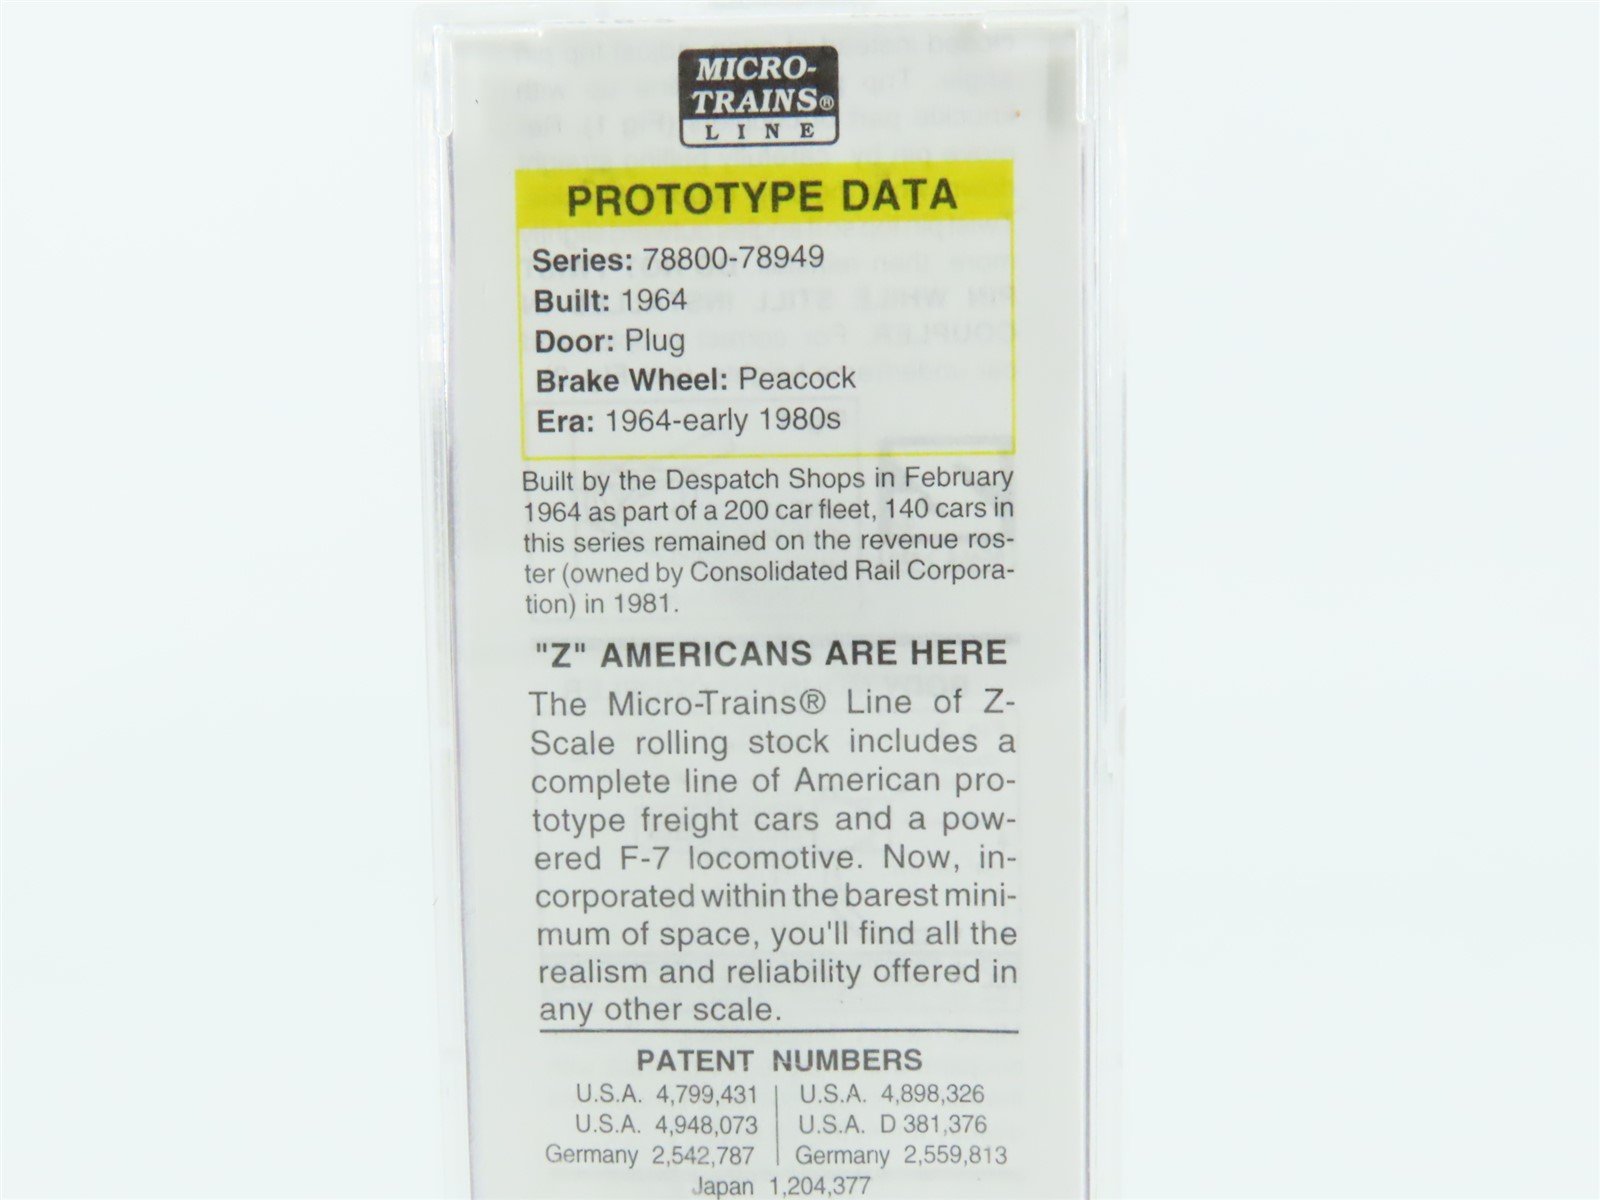 MICRO-
TRAINS®
LINE
PROTOTYPE DATA
Series: 78800-78949
Built: 1964
Door: Plug
Brake Wheel: Peacock
Era: 1964-early 1980s
Built by the Despatch Shops in February
1964 as part of a 200 car fleet, 140 cars in
this series remained on the revenue ros-
ter (owned by Consolidated Rail Corpora-
tion) in 1981.
"Z" AMERICANS ARE HERE
The Micro-Trains® Line of Z-
Scale rolling stock includes a
complete line of American pro-
totype freight cars and a pow-
ered F-7 locomotive. Now, in-
corporated within the barest mini-
mum of space, you'll find all the
realism and reliability offered in
any other scale.
PATENT NUMBERS
U.S.A. 4,799,431 | U.S.A. 4,898,326
U.S.A. 4,948,073 | U.S.A. D 381,376
Germany 2,542,787 | Germany 2,559,813
Japan 1,204,377